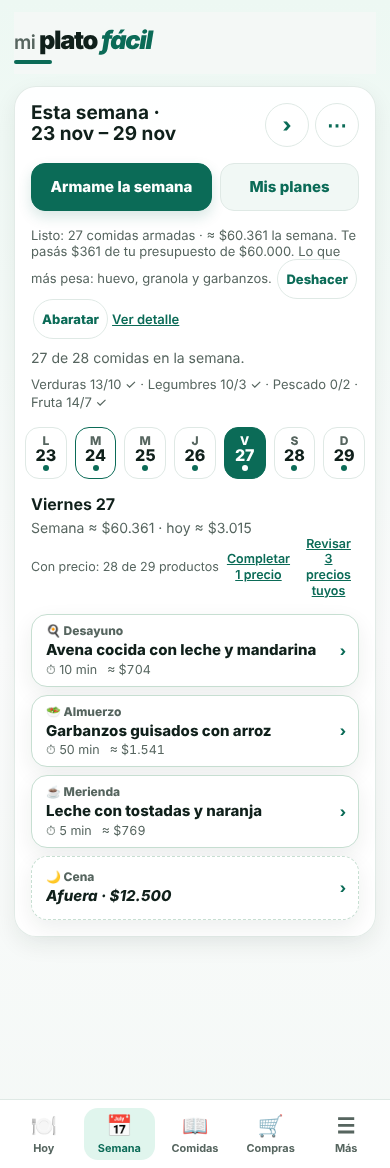 mi plato fácil
Esta semana ·
23 nov – 29 nov
›
⋯
Armame la semana
Mis planes
Listo: 27 comidas armadas · ≈ $60.361 la semana. Te
pasás $361 de tu presupuesto de $60.000. Lo que
más pesa: huevo, granola y garbanzos. Deshacer
Abaratar Ver detalle
27 de 28 comidas en la semana.
Verduras 13/10 ✓ · Legumbres 10/3 ✓ · Pescado 0/2 ·
Fruta 14/7 ✓
L M M J V S D
23 24 25 26 27 28 29
Viernes 27
Semana ≈ $60.361 · hoy ≈ $3.015
Con precio: 28 de 29 productos
Completar
1 precio
Revisar
3
precios
tuyos
🍳 Desayuno
Avena cocida con leche y mandarina ›
⏱ 10 min ≈ $704
🥗 Almuerzo
Garbanzos guisados con arroz ›
⏱ 50 min ≈ $1.541
☕ Merienda
Leche con tostadas y naranja ›
⏱ 5 min ≈ $769
🌙 Cena
Afuera · $12.500 ›
Hoy Semana Comidas Compras Más